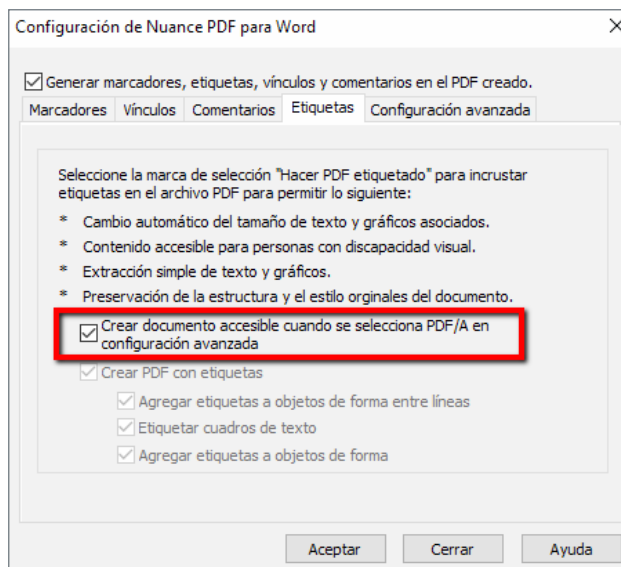 Configuración de Nuance PDF para Word
Generar marcadores, etiquetas, vínculos y comentarios en el PDF creado.
Marcadores Vínculos Comentarios Etiquetas Configuración avanzada
Seleccione la marca de selección "Hacer PDF etiquetado" para incrustar
etiquetas en el archivo PDF para permitir lo siguiente:
* Cambio automático del tamaño de texto y gráficos asociados.
* Contenido accesible para personas con discapacidad visual.
* Extracción simple de texto y gráficos.
* Preservación de la estructura y el estilo orginales del documento.
Crear documento accesible cuando se selecciona PDF/A en
configuración avanzada
Crear PDF con etiquetas
Agregar etiquetas a objetos de forma entre líneas
Etiquetar cuadros de texto
Agregar etiquetas a objetos de forma
Aceptar Cerrar Ayuda